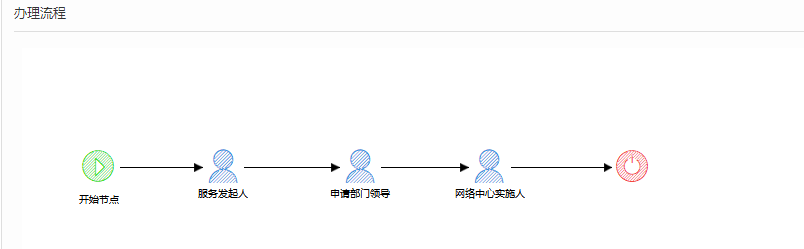 办理流程
开始节点
服务发起人
申请部门领导
网络中心实施人